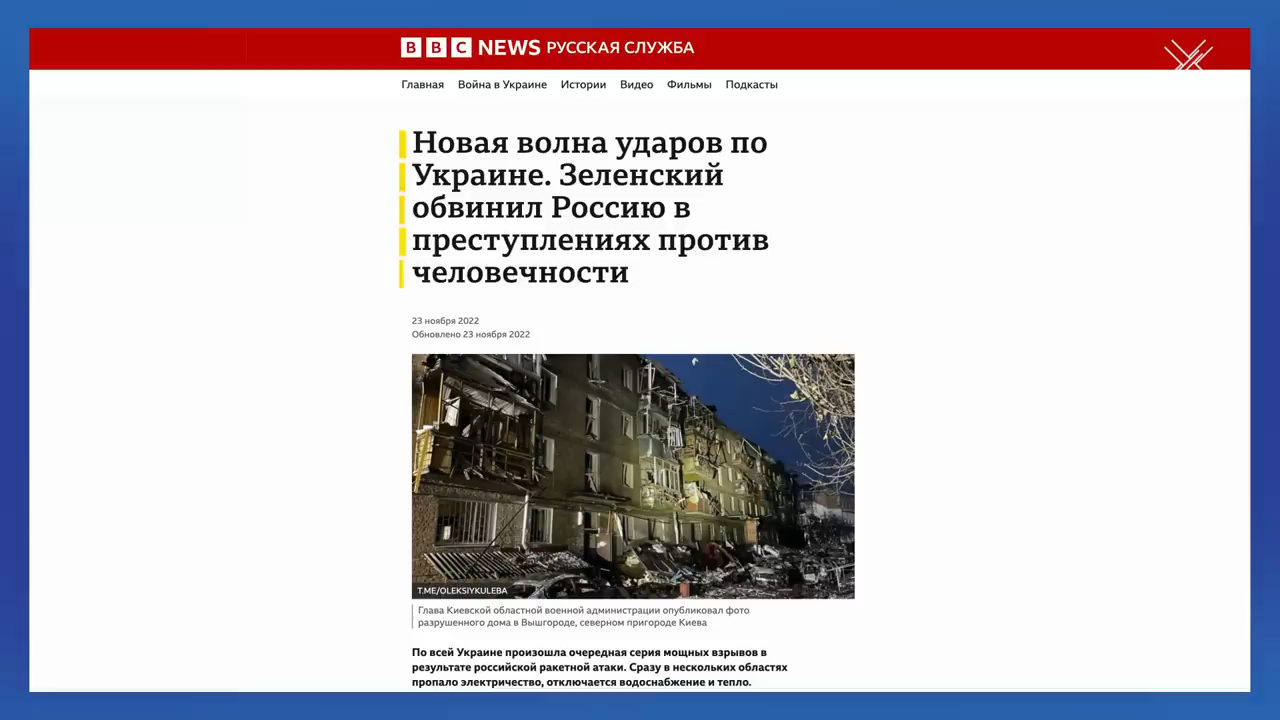 BBC NEWS РУССКАЯ СЛУЖБА
Главная Война в Украине Истории Видео Фильмы Подкасты
Новая волна ударов по
Украине. Зеленский
обвинил Россию в
преступлениях против
человечности
23 ноября 2022
Обновлено 23 ноября 2022
T.ME/OLEKSIYKULEBA
Глава Киевской областной военной администрации опубликовал фото
разрушенного дома в Вышгороде, северном пригороде Киева
По всей Украине произошла очередная серия мощных взрывов в
результате российской ракетной атаки. Сразу в нескольких областях
пропало электричество, отключается водоснабжение и тепло.